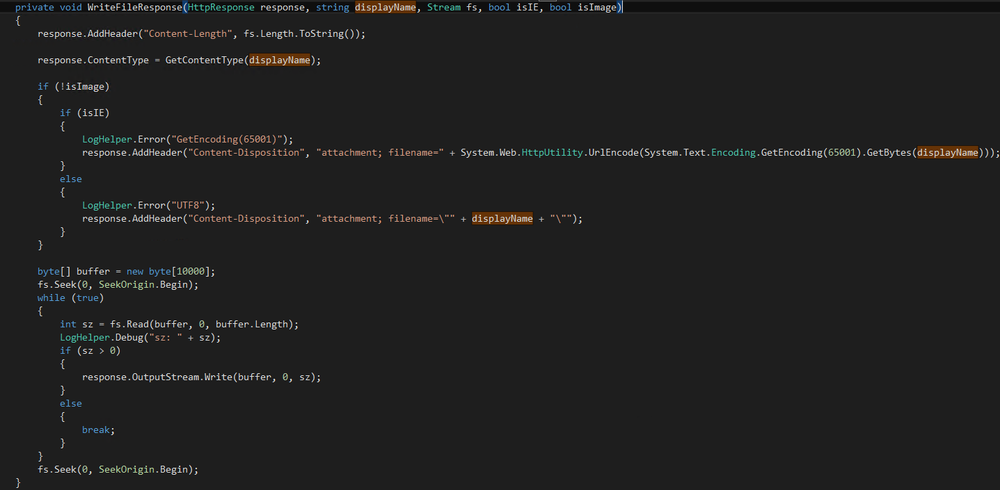 private void WriteFileResponse(HttpResponse response, string displayName, Stream fs, bool isIE, bool isImage)
{
    response.AddHeader("Content-Length", fs.Length.ToString());
    response.ContentType = GetContentType(displayName);
    if (!isImage)
    {
        if (isIE)
        {
            LogHelper.Error("GetEncoding(65001)");
            response.AddHeader("Content-Disposition", "attachment; filename=" + System.Web.HttpUtility.UrlEncode(System.Text.Encoding.GetEncoding(65001).GetBytes(displayName)));
        }
        else
        {
            LogHelper.Error("UTF8");
            response.AddHeader("Content-Disposition", "attachment; filename=\"" + displayName + "\"");
        }
    }
    byte[] buffer = new byte[10000];
    fs.Seek(0, SeekOrigin.Begin);
    while (true)
    {
        int sz = fs.Read(buffer, 0, buffer.Length);
        LogHelper.Debug("sz: " + sz);
        if (sz > 0)
        {
            response.OutputStream.Write(buffer, 0, sz);
        }
        else
        {
            break;
        }
    }
    fs.Seek(0, SeekOrigin.Begin);
}